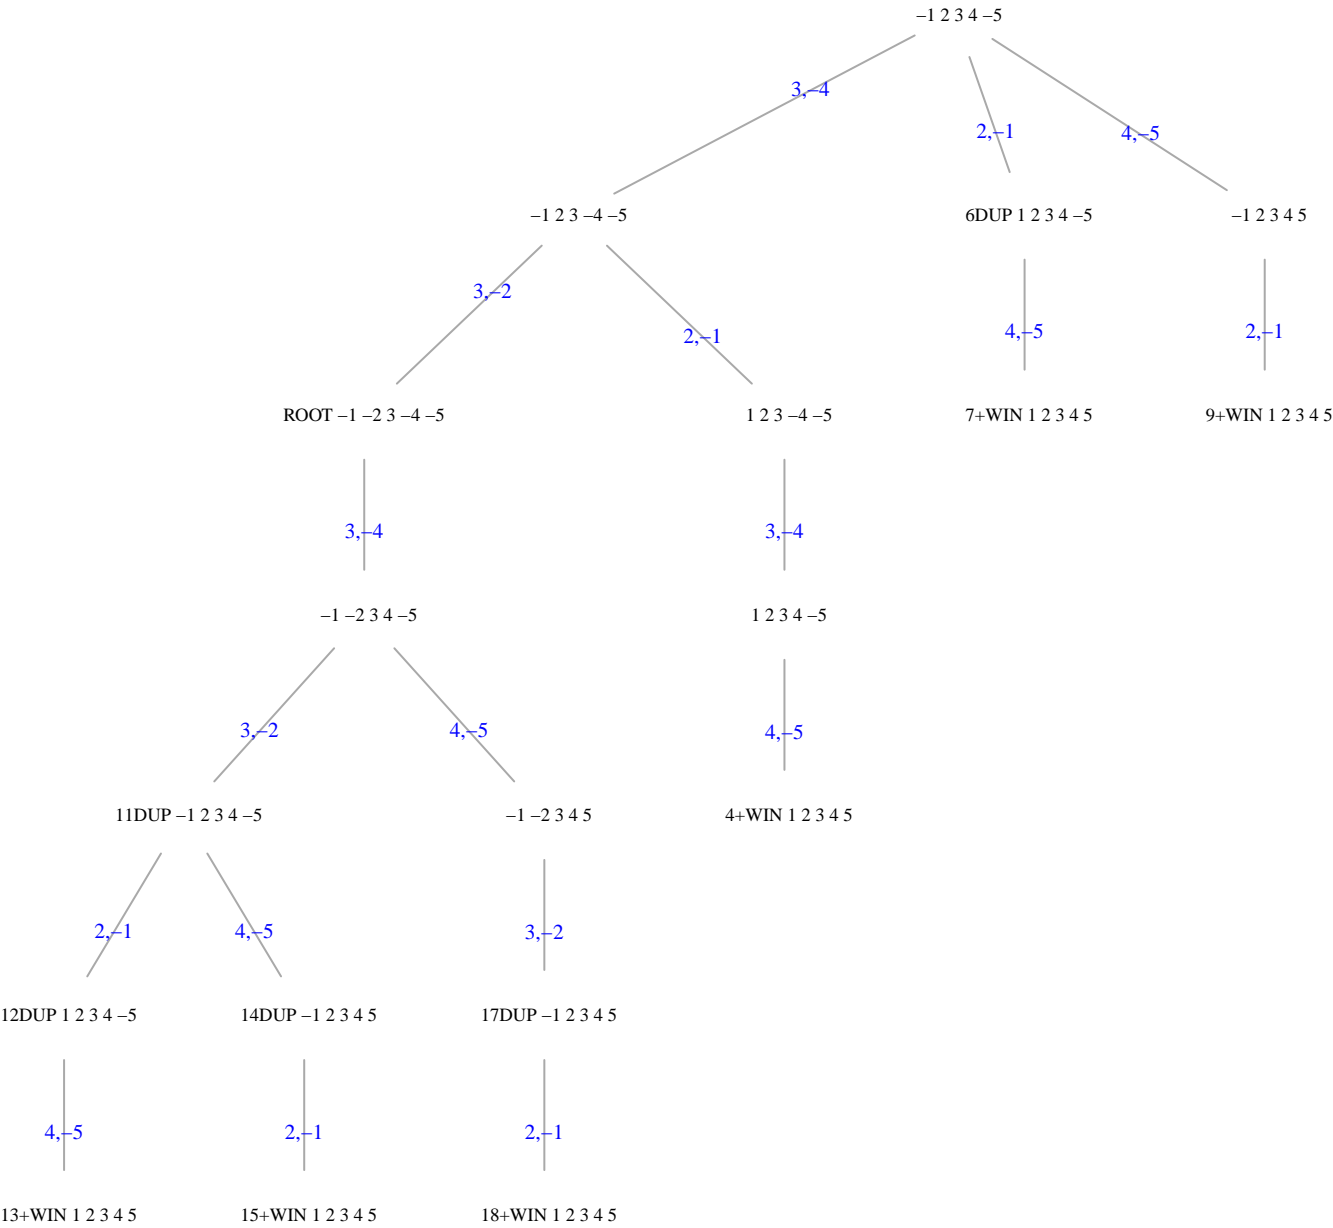 –1 2 3 4 –5
3,–4
2,–1
4,–5
–1 2 3 –4 –5
6DUP 1 2 3 4 –5
–1 2 3 4 5
3,–2
2,–1
4,–5
2,–1
ROOT –1 –2 3 –4 –5
1 2 3 –4 –5
7+WIN 1 2 3 4 5
9+WIN 1 2 3 4 5
3,–4
3,–4
–1 –2 3 4 –5
1 2 3 4 –5
3,–2
4,–5
4,–5
11DUP –1 2 3 4 –5
–1 –2 3 4 5
4+WIN 1 2 3 4 5
2,–1
4,–5
3,–2
12DUP 1 2 3 4 –5
14DUP –1 2 3 4 5
17DUP –1 2 3 4 5
4,–5
2,–1
2,–1
13+WIN 1 2 3 4 5
15+WIN 1 2 3 4 5
18+WIN 1 2 3 4 5